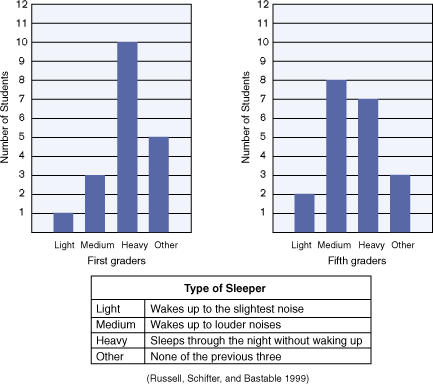 12
11
10
9
8
7
6
5
4
3
2
1
Number of Students
Light Medium Heavy Other
First graders
12
11
10
9
8
7
6
5
4
3
2
1
Number of Students
Light Medium Heavy Other
Fifth graders
Type of Sleeper
Light Wakes up to the slightest noise
Medium Wakes up to louder noises
Heavy Sleeps through the night without waking up
Other None of the previous three
(Russell, Schifter, and Bastable 1999)